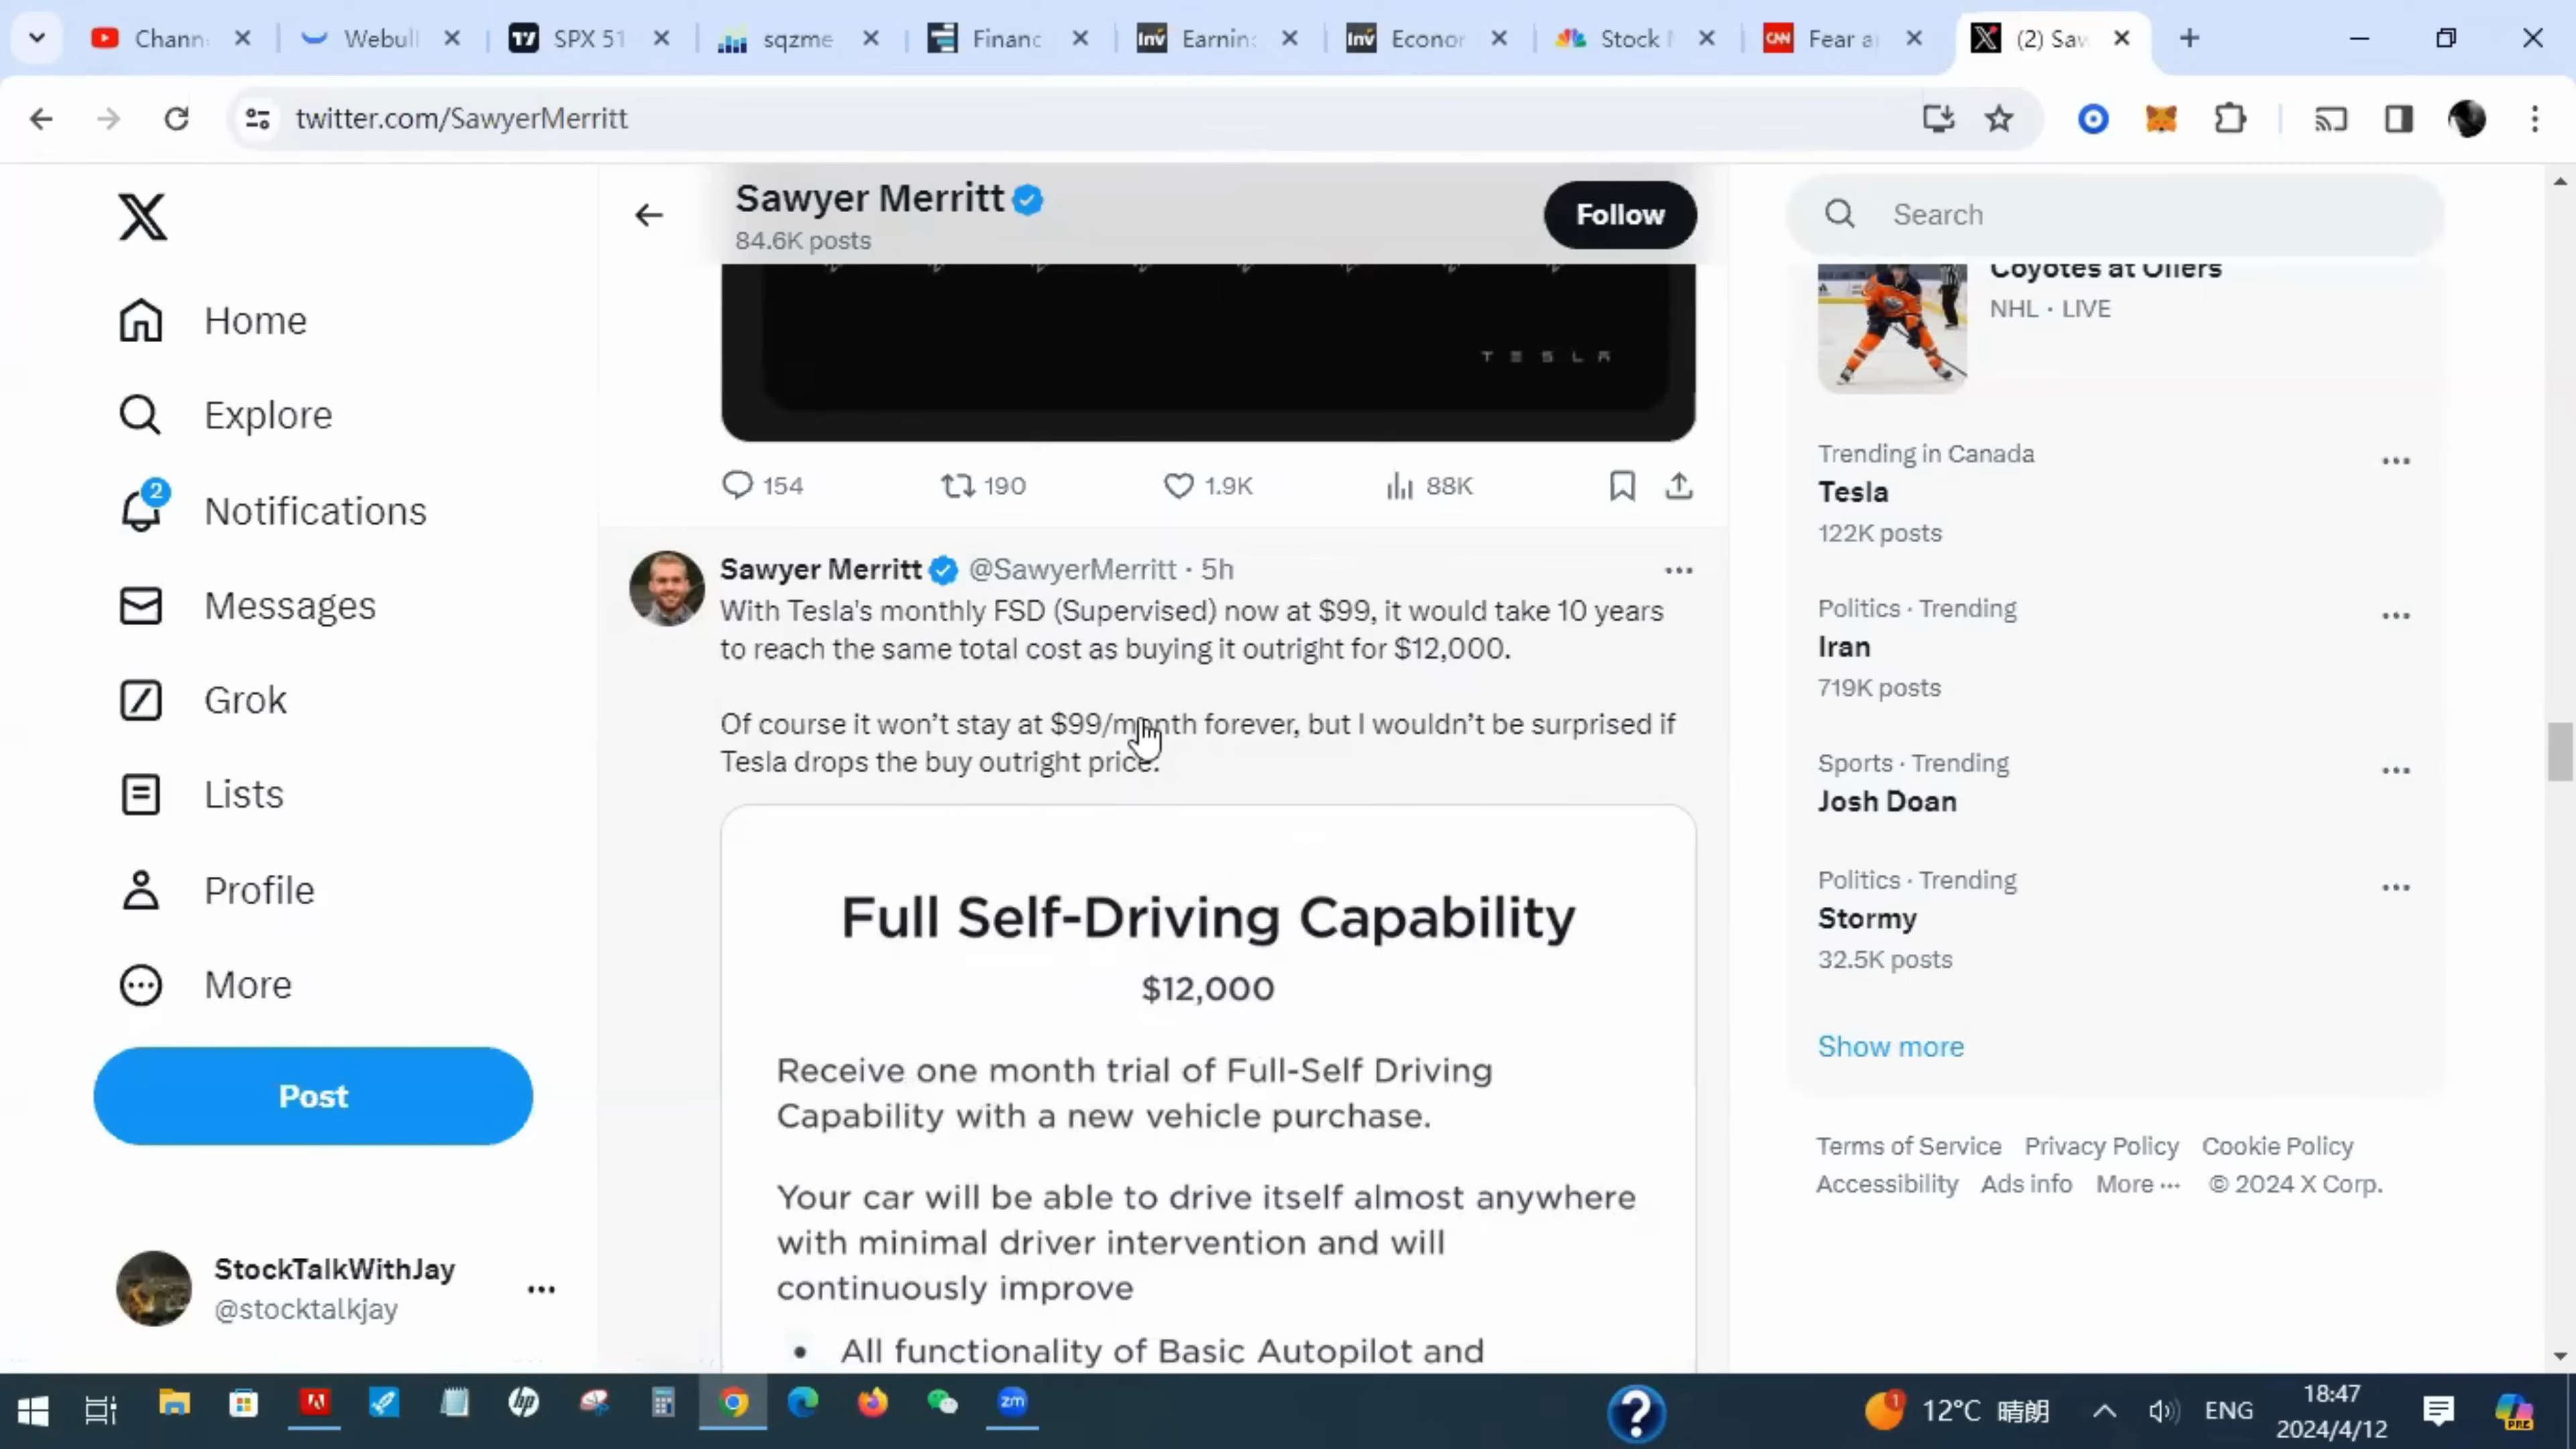 Chann
Webull
SPX 51
sqzme
Financ
Earning
Econor
Stock
Fear a
(2) Saw
twitter.com/SawyerMerritt
Home
Explore
2
Notifications
Messages
Grok
Lists
Profile
More
Post
StockTalkWithJay
@stocktalkjay
Sawyer Merritt
84.6K posts
Follow
TESLA
154
190
1.9K
88K
Sawyer Merritt @SawyerMerritt · 5h
With Tesla's monthly FSD (Supervised) now at $99, it would take 10 years
to reach the same total cost as buying it outright for $12,000.
Of course it won't stay at $99/month forever, but I wouldn't be surprised if
Tesla drops the buy outright price.
Full Self-Driving Capability
$12,000
Receive one month trial of Full-Self Driving
Capability with a new vehicle purchase.
Your car will be able to drive itself almost anywhere
with minimal driver intervention and will
continuously improve
• All functionality of Basic Autopilot and
Search
Coyotes at Oilers
NHL · LIVE
Trending in Canada
Tesla
122K posts
Politics · Trending
Iran
719K posts
Sports · Trending
Josh Doan
Politics · Trending
Stormy
32.5K posts
Show more
Terms of Service Privacy Policy Cookie Policy
Accessibility Ads info More ··· © 2024 X Corp.
12°C 晴朗
ENG
18:47
2024/4/12